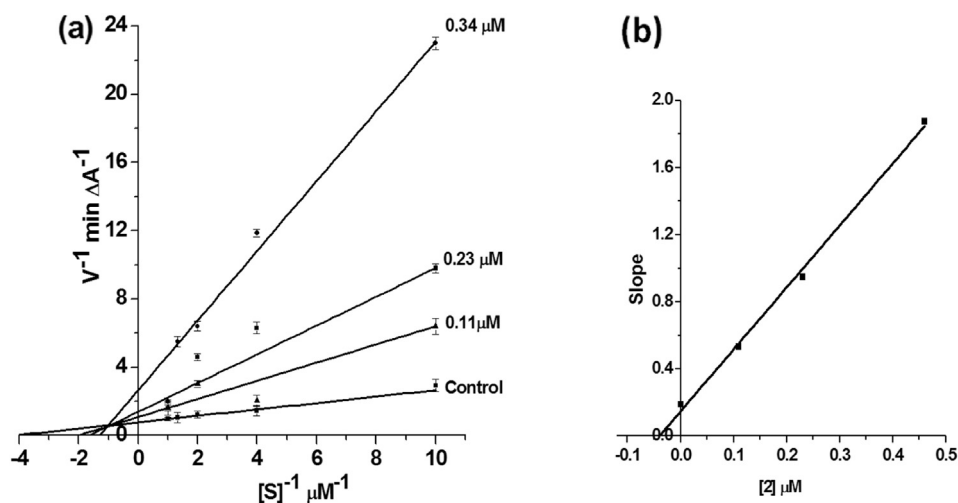 (a)
24
20
16
12
8
4
0
V⁻¹ min ΔA⁻¹
-4 -2 0 2 4 6 8 10
[S]⁻¹ μM⁻¹
0.34 μM
0.23 μM
0.11μM
Control
(b)
2.0
1.6
1.2
0.8
0.4
0.0
Slope
-0.1 0.0 0.1 0.2 0.3 0.4 0.5
[2] μM